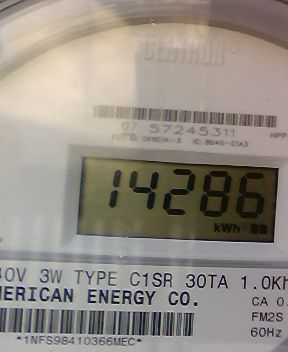 CENTRON®
07 57245311
14286
kWh
40V 3W TYPE C1SR 30TA 1.0Kh
MERICAN ENERGY CO.
CA 0.
FM2S
60Hz
*1NFS98410366MEC*